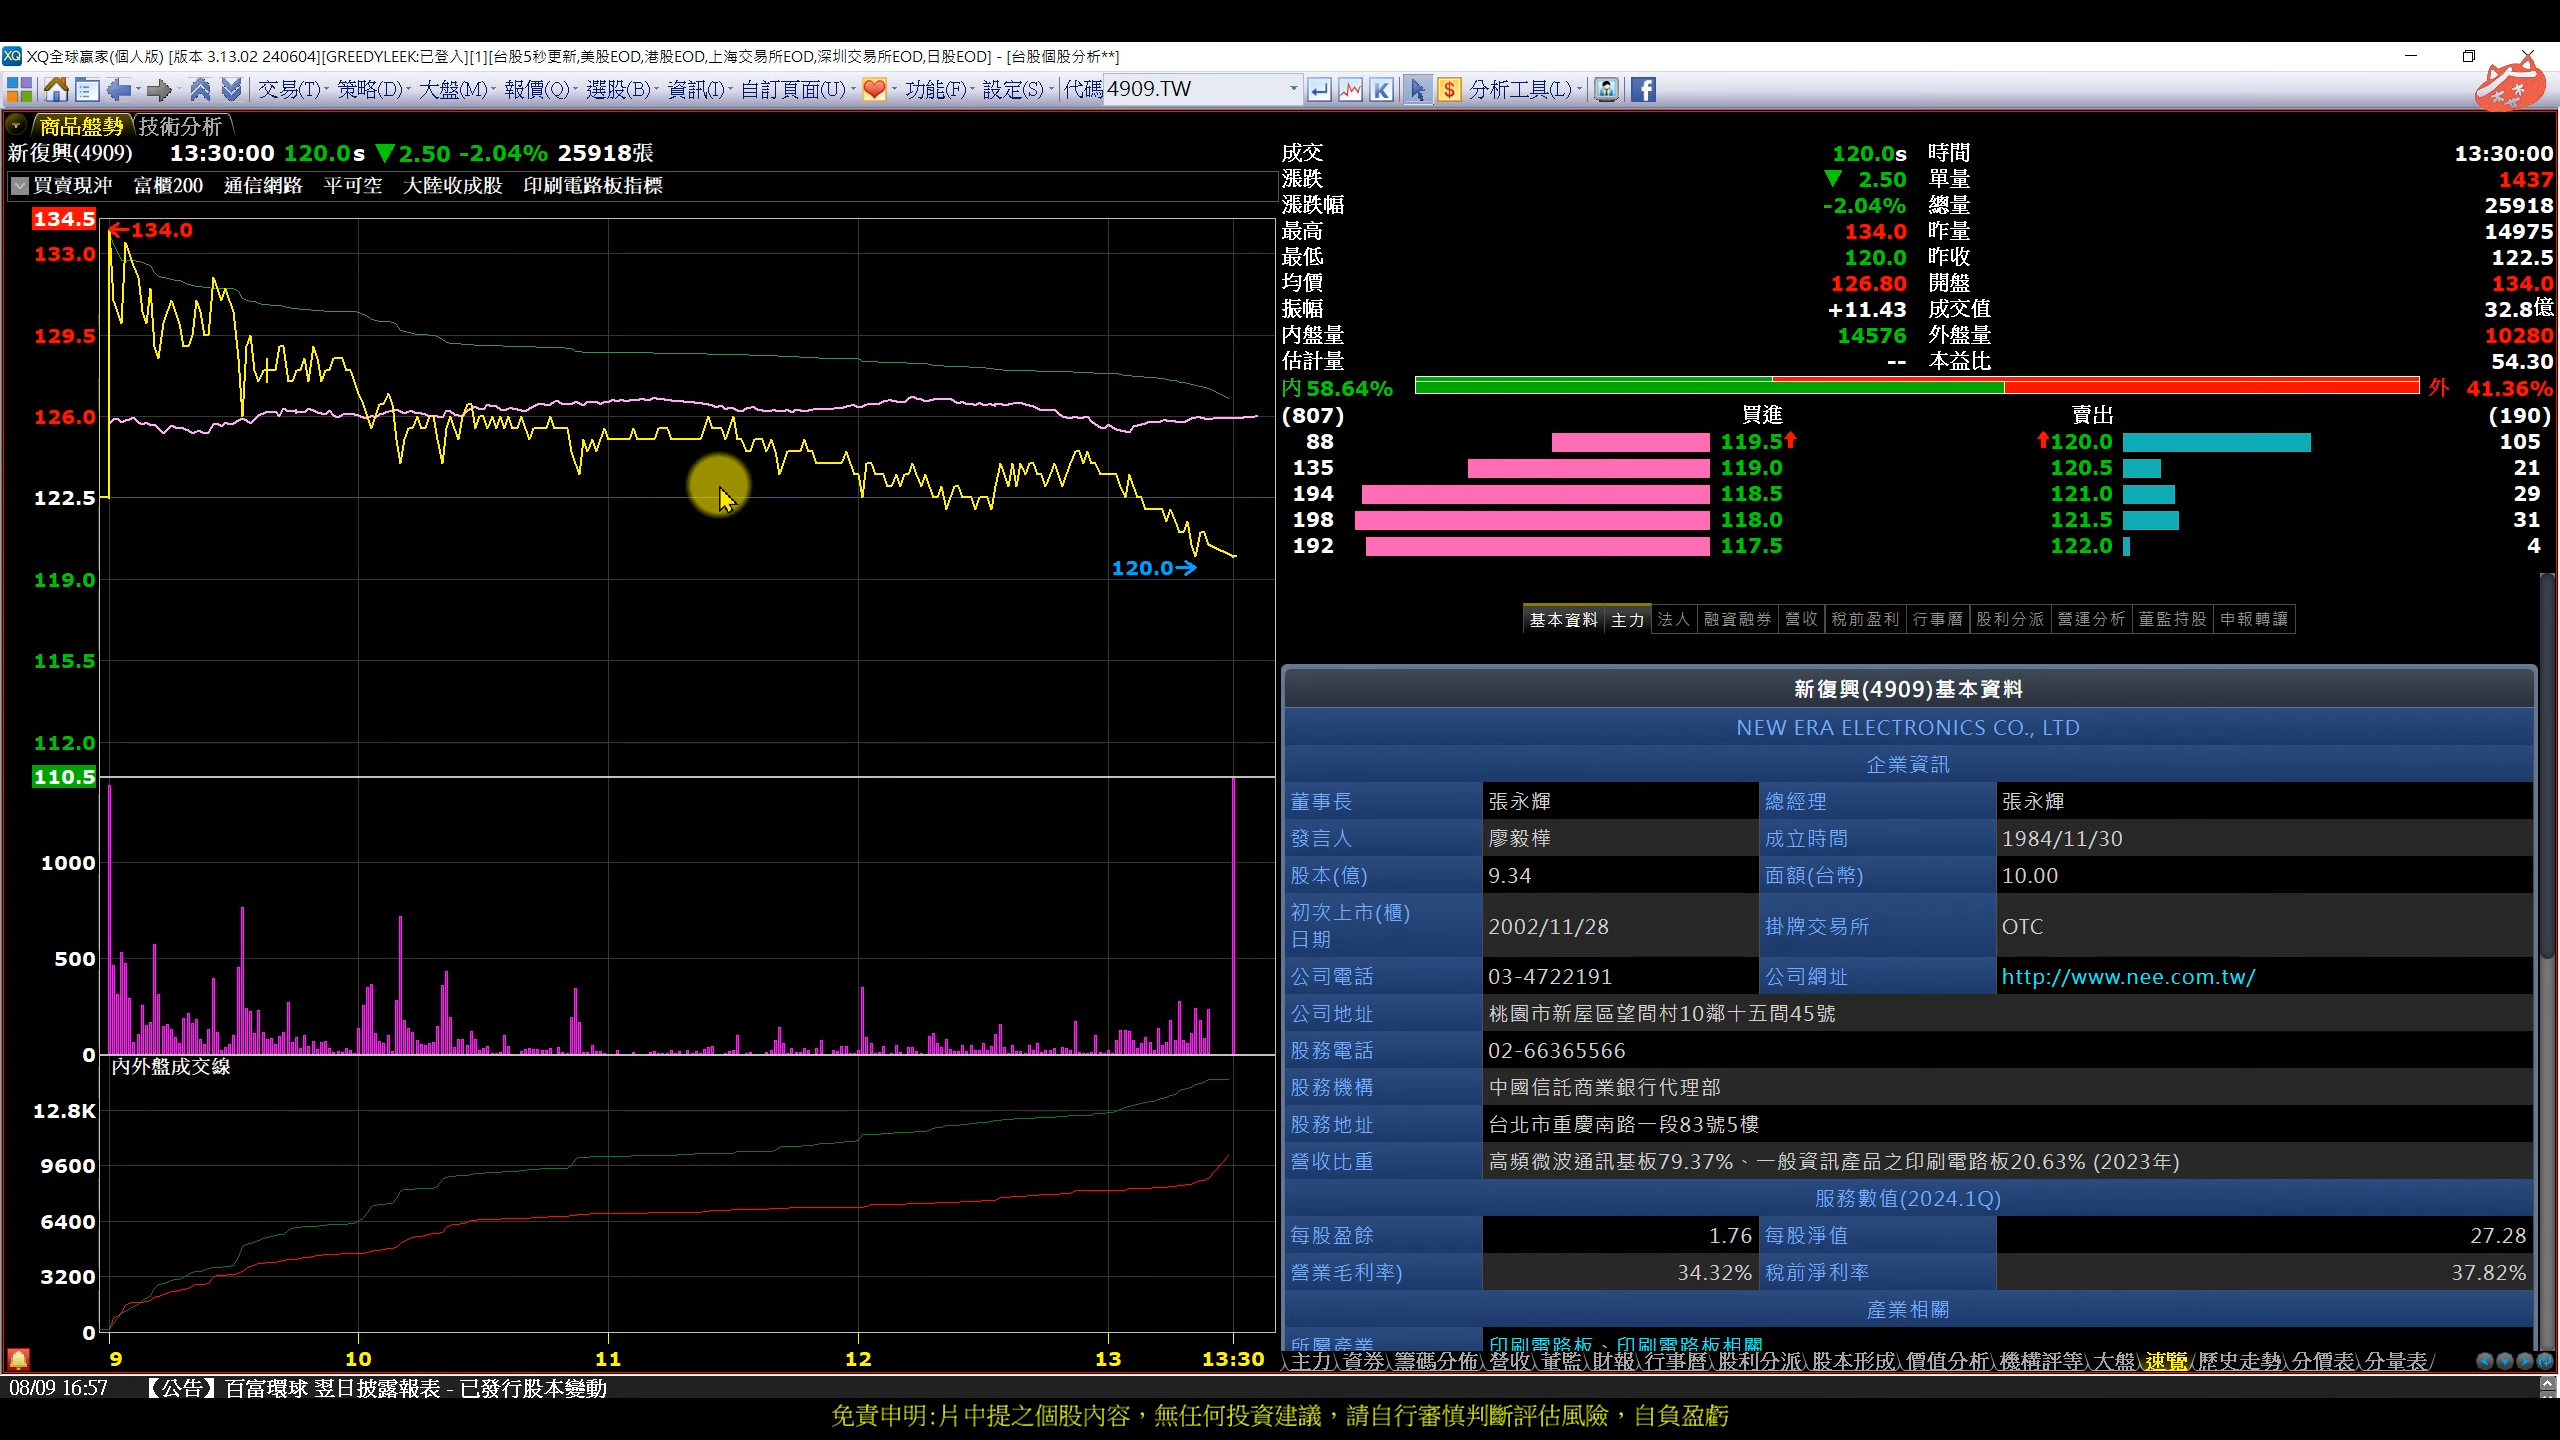 XQ全球贏家(個人版) [版本 3.13.02 240604][GREEDYLEEK:已登入][1][台股5秒更新,美股EOD,港股EOD,上海交易所EOD,深圳交易所EOD,日股EOD] - [台股個股分析**]
交易(T) 策略(D) 大盤(M) 報價(Q) 選股(B) 資訊(I) 自訂頁面(U) 功能(F) 設定(S) 代碼 4909.TW K $ 分析工具(L) f
商品盤勢 技術分析
新復興(4909) 13:30:00 120.0s ▼2.50 -2.04% 25918張
買賣現沖 富櫃200 通信網路 平可空 大陸收成股 印刷電路板指標
134.5
←134.0
133.0
129.5
126.0
122.5
120.0→
119.0
115.5
112.0
110.5
1000
500
0
內外盤成交線
12.8K
9600
6400
3200
0
9 10 11 12 13 13:30
成交 120.0s 時間 13:30:00
漲跌 ▼ 2.50 單量 1437
漲跌幅 -2.04% 總量 25918
最高 134.0 昨量 14975
最低 120.0 昨收 122.5
均價 126.80 開盤 134.0
振幅 +11.43 成交值 32.8億
內盤量 14576 外盤量 10280
估計量 -- 本益比 54.30
內 58.64% 外 41.36%
(807) 買進 賣出 (190)
88 119.5 120.0 105
135 119.0 120.5 21
194 118.5 121.0 29
198 118.0 121.5 31
192 117.5 122.0 4
基本資料 主力 法人 融資融券 營收 稅前盈利 行事曆 股利分派 營運分析 董監持股 申報轉讓
新復興(4909)基本資料
NEW ERA ELECTRONICS CO., LTD
企業資訊
董事長 張永輝 總經理 張永輝
發言人 廖毅樺 成立時間 1984/11/30
股本(億) 9.34 面額(台幣) 10.00
初次上市(櫃)日期 2002/11/28 掛牌交易所 OTC
公司電話 03-4722191 公司網址 http://www.nee.com.tw/
公司地址 桃園市新屋區望間村10鄰十五間45號
股務電話 02-66365566
股務機構 中國信託商業銀行代理部
股務地址 台北市重慶南路一段83號5樓
營收比重 高頻微波通訊基板79.37%、一般資訊產品之印刷電路板20.63% (2023年)
服務數值(2024.1Q)
每股盈餘 1.76 每股淨值 27.28
營業毛利率) 34.32% 稅前淨利率 37.82%
產業相關
所屬產業 印刷電路板、印刷電路板相關
主力 資券 籌碼分佈 營收 董監 財報 行事曆 股利分派 股本形成 價值分析 機構評等 大盤 速覽 歷史走勢 分價表 分量表
08/09 16:57 【公告】百富環球 翌日披露報表 - 已發行股本變動
免責申明:片中提之個股內容，無任何投資建議，請自行審慎判斷評估風險，自負盈虧